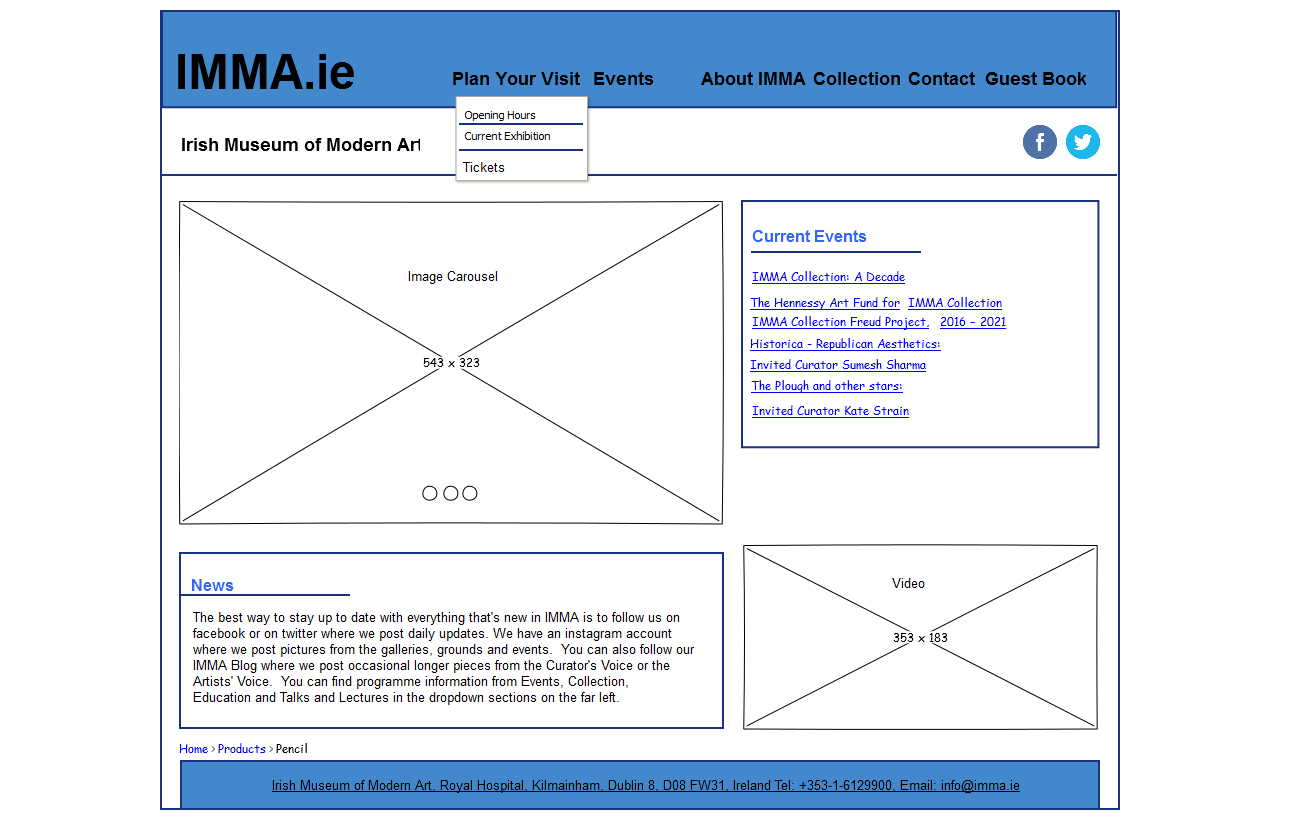 IMMA.ie
Plan Your Visit Events About IMMA Collection Contact Guest Book
Opening Hours
Current Exhibition
Tickets
Irish Museum of Modern Art
f
Image Carousel
543 x 323
Current Events
IMMA Collection: A Decade
The Hennessy Art Fund for IMMA Collection
IMMA Collection Freud Project, 2016 – 2021
Historica - Republican Aesthetics:
Invited Curator Sumesh Sharma
The Plough and other stars:
Invited Curator Kate Strain
News
The best way to stay up to date with everything that's new in IMMA is to follow us on
facebook or on twitter where we post daily updates. We have an instagram account
where we post pictures from the galleries, grounds and events. You can also follow our
IMMA Blog where we post occasional longer pieces from the Curator's Voice or the
Artists' Voice. You can find programme information from Events, Collection,
Education and Talks and Lectures in the dropdown sections on the far left.
Video
353 x 183
Home > Products > Pencil
Irish Museum of Modern Art, Royal Hospital, Kilmainham, Dublin 8, D08 FW31, Ireland Tel: +353-1-6129900, Email: info@imma.ie